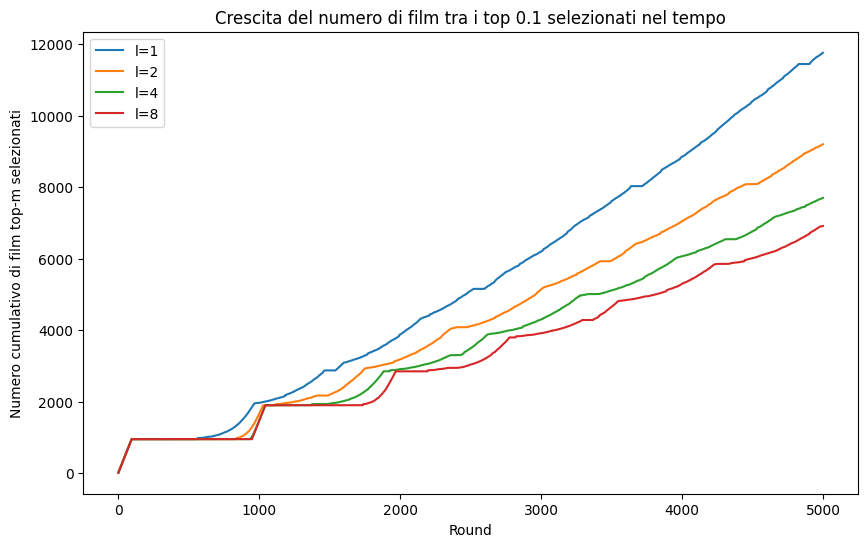 Crescita del numero di film tra i top 0.1 selezionati nel tempo
l=1
l=2
l=4
l=8
Numero cumulativo di film top-m selezionati
12000
10000
8000
6000
4000
2000
0
0 1000 2000 3000 4000 5000
Round